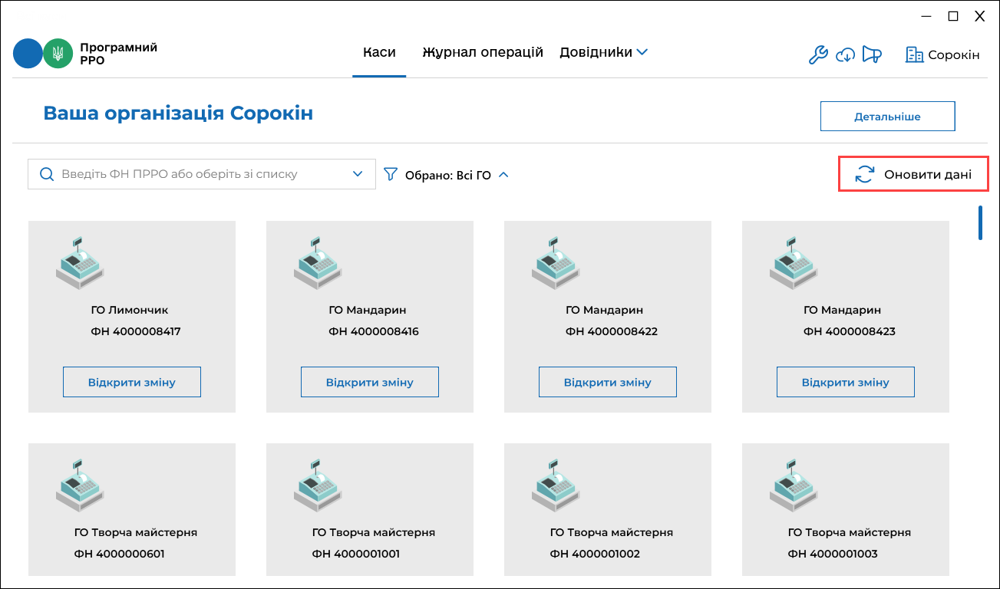 Програмний
РРО
Каси
Журнал операцій
Довідники
Сорокін
Ваша організація Сорокін
Детальніше
Введіть ФН ПРРО або оберіть зі списку
Обрано: Всі ГО
Оновити дані
ГО Лимончик
ФН 4000008417
Відкрити зміну
ГО Мандарин
ФН 4000008416
Відкрити зміну
ГО Мандарин
ФН 4000008422
Відкрити зміну
ГО Мандарин
ФН 4000008423
Відкрити зміну
ГО Творча майстерня
ФН 4000000601
ГО Творча майстерня
ФН 4000001001
ГО Творча майстерня
ФН 4000001002
ГО Творча майстерня
ФН 4000001003